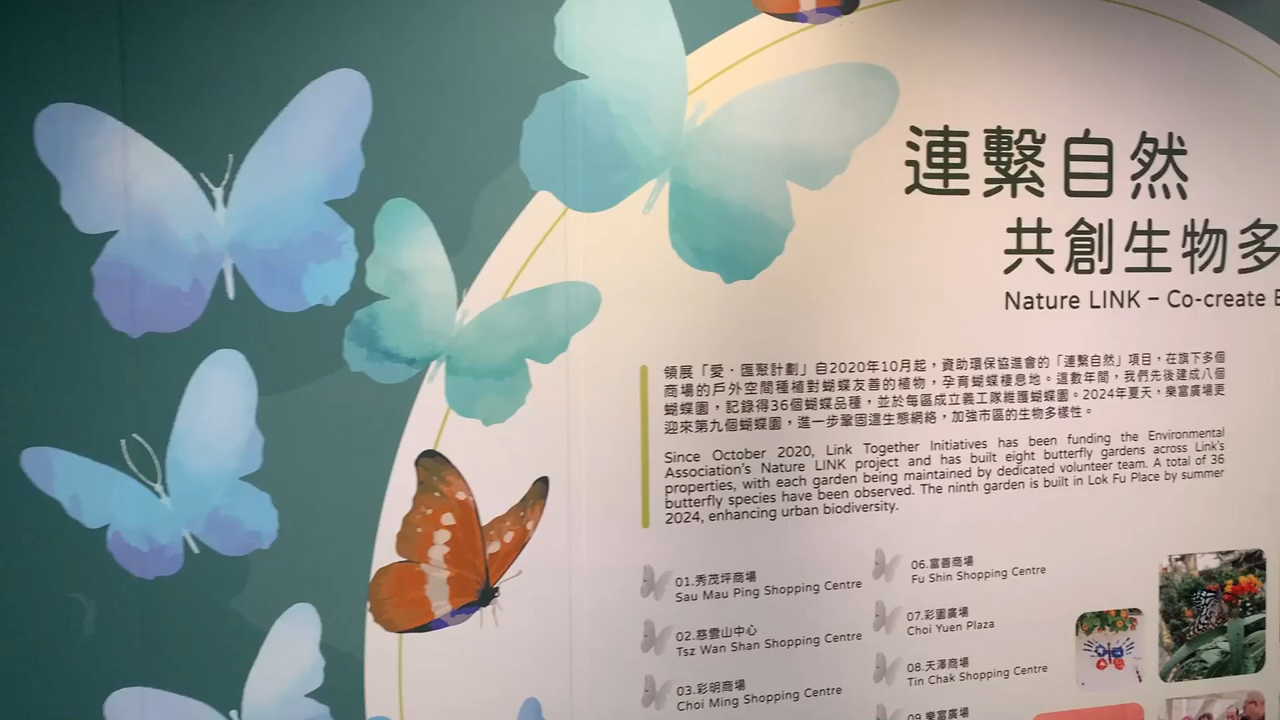 連繫自然
共創生物多
Nature LINK – Co-create
領展「愛・匯聚計劃」自2020年10月起，資助環保協進會的「連繫自然」項目，在旗下多個
商場的戶外空間種植對蝴蝶友善的植物，孕育蝴蝶棲息地。這數年間，我們先後建成八個
蝴蝶園，記錄得36個蝴蝶品種，並於每區成立義工隊維護蝴蝶園。2024年夏天，樂富廣場更
迎來第九個蝴蝶園，進一步鞏固這生態網絡，加強市區的生物多樣性。
Since October 2020, Link Together Initiatives has been funding the Environmental
Association's Nature LINK project and has built eight butterfly gardens across Link's
properties, with each garden being maintained by dedicated volunteer team. A total of 36
butterfly species have been observed. The ninth garden is built in Lok Fu Place by summer
2024, enhancing urban biodiversity.
01.秀茂坪商場
Sau Mau Ping Shopping Centre
02.慈雲山中心
Tsz Wan Shan Shopping Centre
03.彩明商場
Choi Ming Shopping Centre
06.富善商場
Fu Shin Shopping Centre
07.彩園廣場
Choi Yuen Plaza
08.天澤商場
Tin Chak Shopping Centre
09.樂富廣場